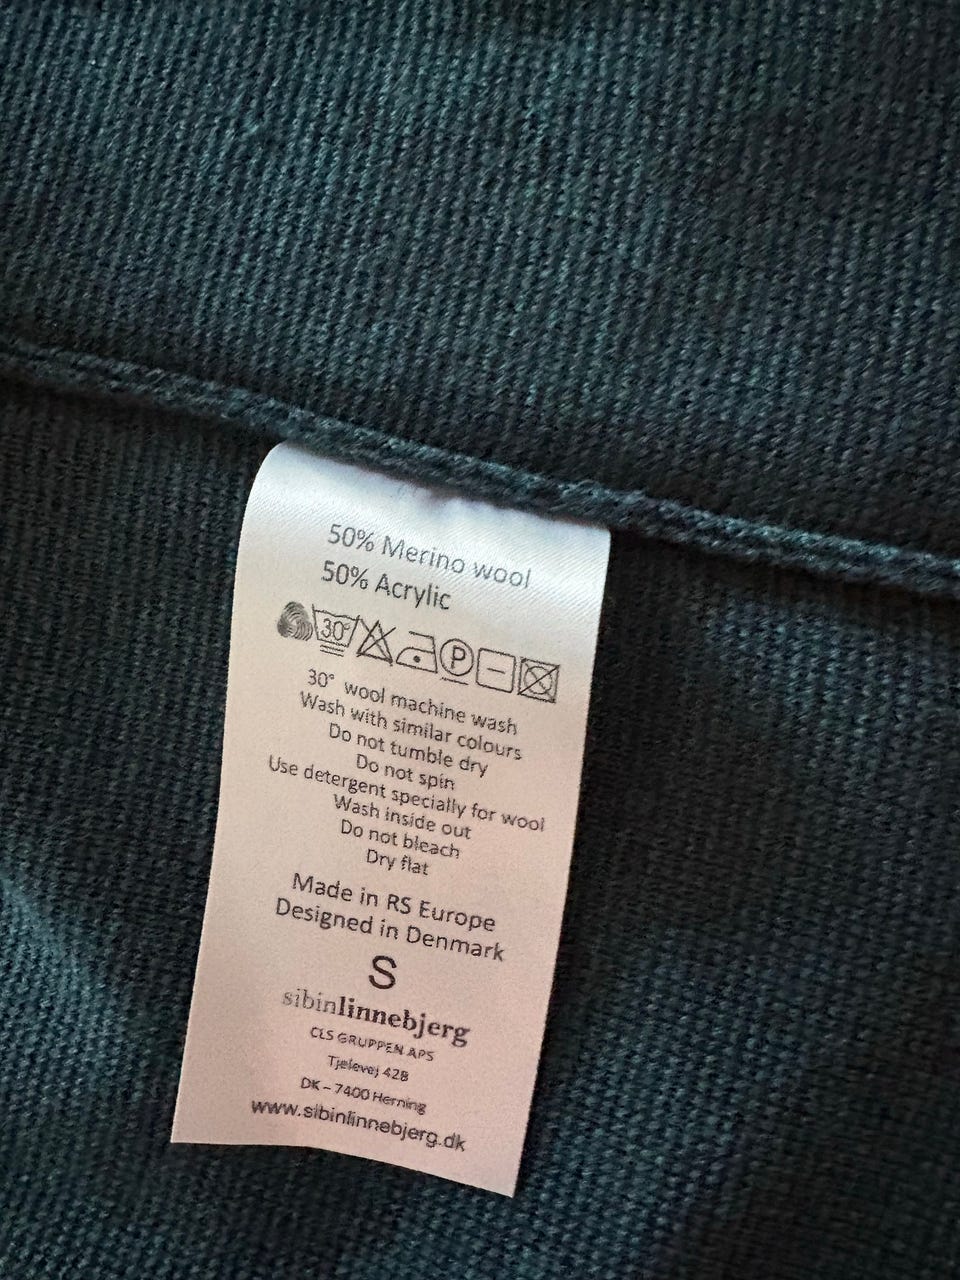 50% Merino wool
50% Acrylic
30° P
30° wool machine wash
Wash with similar colours
Do not tumble dry
Do not spin
Use detergent specially for wool
Wash inside out
Do not bleach
Dry flat
Made in RS Europe
Designed in Denmark
S
sibinlinnebjerg
CLS GRUPPEN APS
Tjelevej 42B
DK – 7400 Herning
www.sibinlinnebjerg.dk